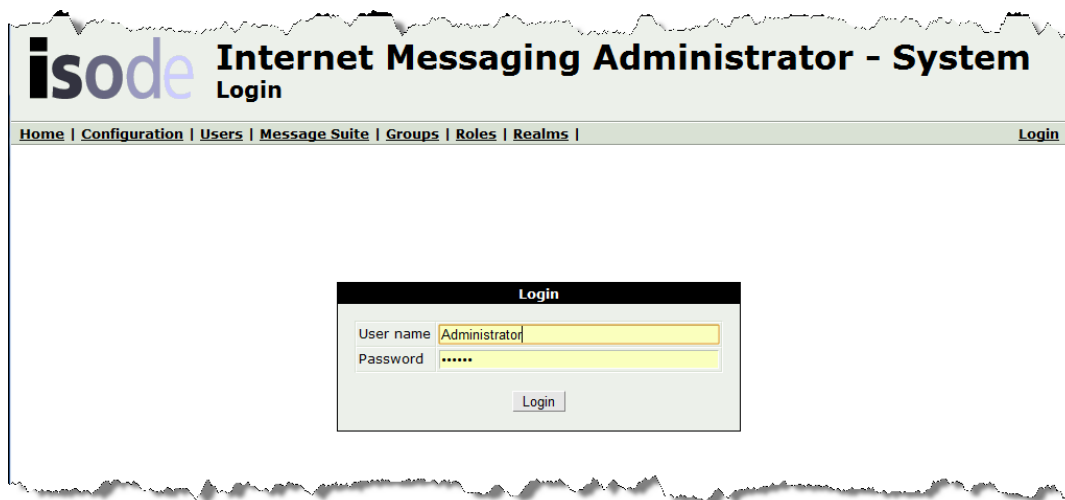 isode Internet Messaging Administrator - System
Login
Home | Configuration | Users | Message Suite | Groups | Roles | Realms | Login
Login
User name Administrator
Password ••••••
Login